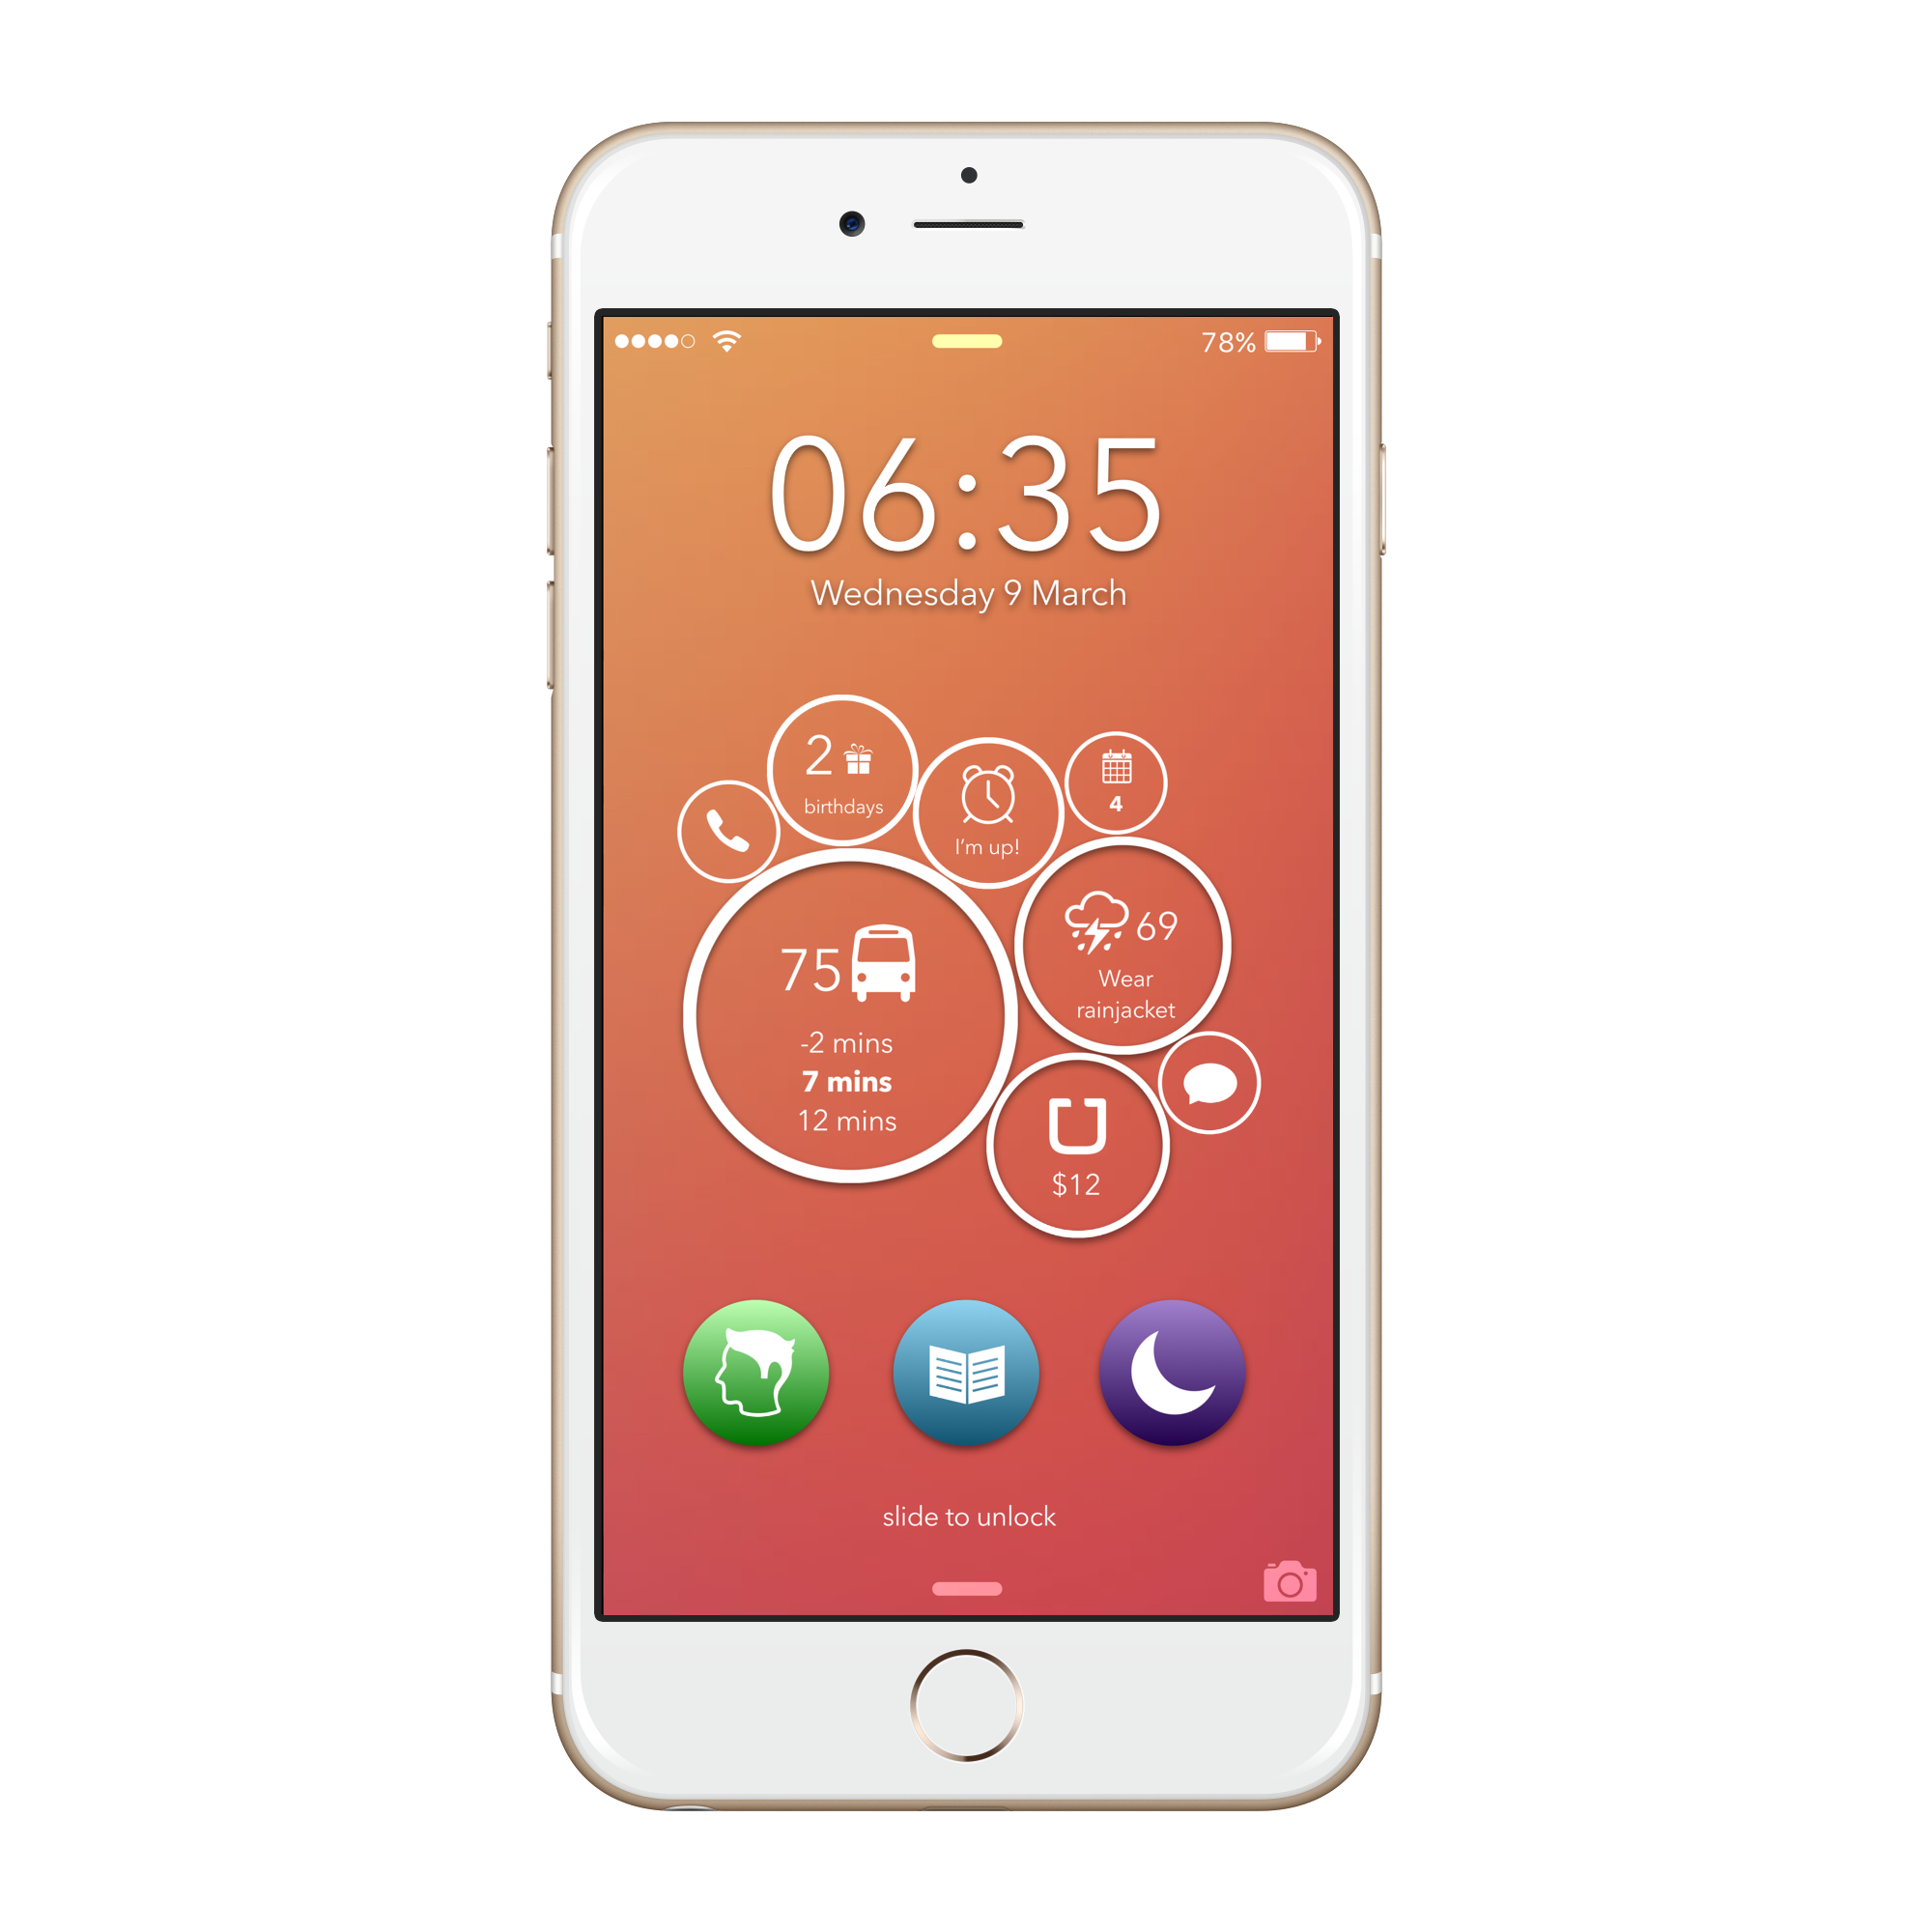 78%
06:35
Wednesday 9 March
2
birthdays
I'm up!
4
75
-2 mins
7 mins
12 mins
69
Wear
rainjacket
$12
slide to unlock